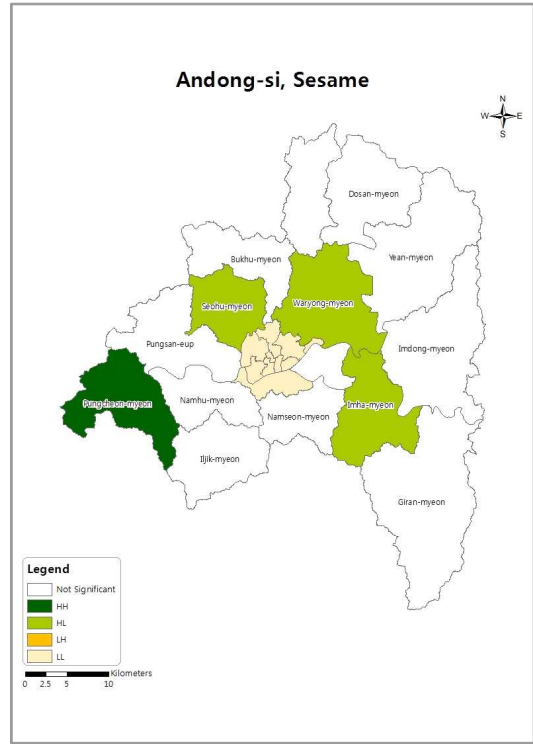 Andong-si, Sesame
N
W E
S
Dosan-myeon
Bukhu-myeon
Yean-myeon
Seohu-myeon
Waryong-myeon
Pungsan-eup
Imdong-myeon
Pungcheon-myeon
Namhu-myeon
Imha-myeon
Namseon-myeon
Iljik-myeon
Giran-myeon
Legend
Not Significant
HH
HL
LH
LL
Kilometers
0 2.5 5 10